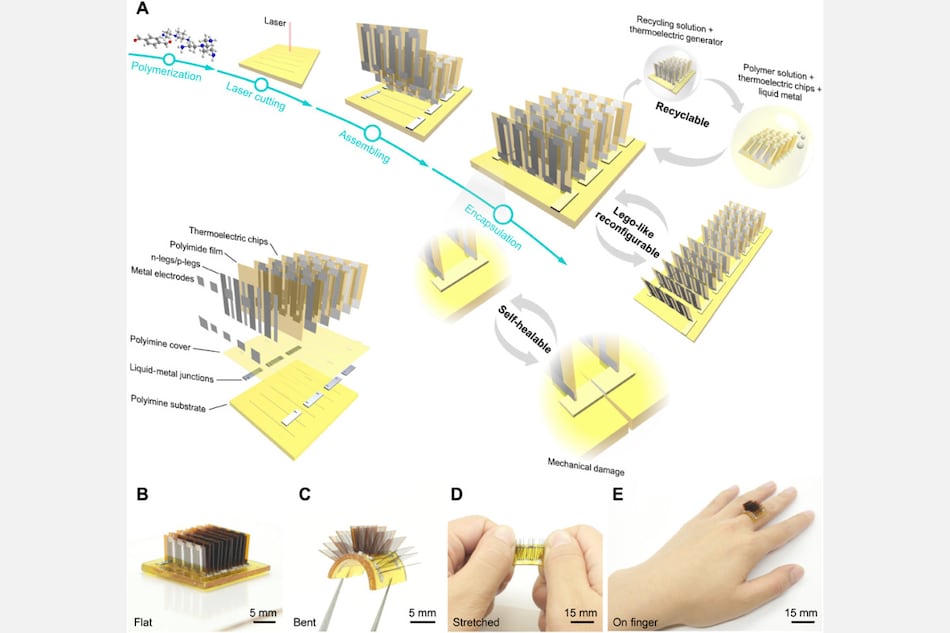 A
Laser
Polymerization
Laser cutting
Assembling
Encapsulation
Recycling solution +
thermoelectric generator
Polymer solution +
thermoelectric chips +
liquid metal
Recyclable
Lego-like
reconfigurable
Self-healable
Mechanical damage
Thermoelectric chips
Polyimide film
n-legs/p-legs
Metal electrodes
Polyimine cover
Liquid-metal junctions
Polyimine substrate
B
Flat
5 mm
C
Bent
5 mm
D
Stretched
15 mm
E
On finger
15 mm